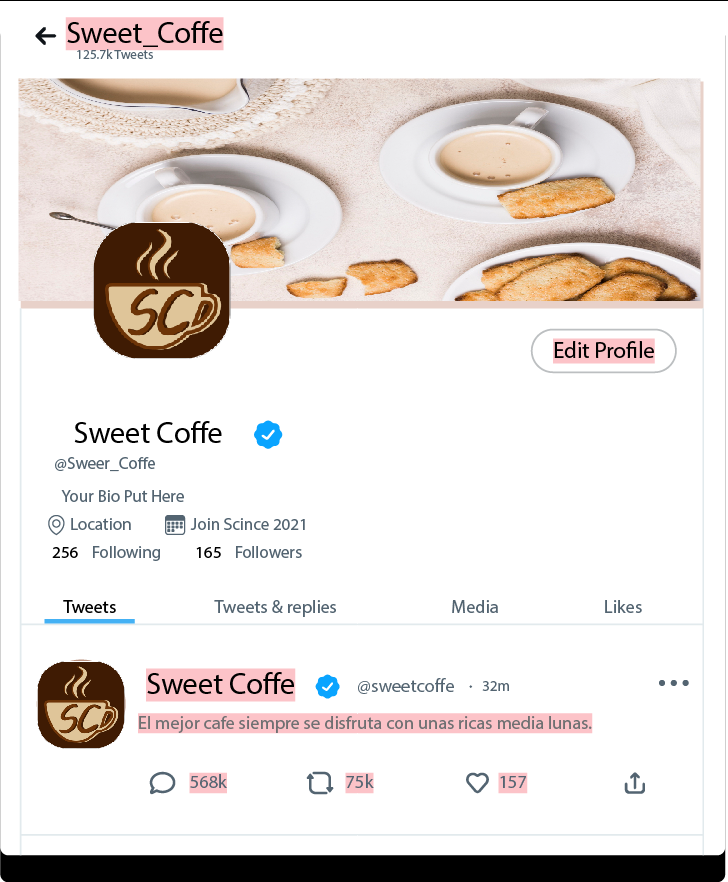 Sweet_Coffe
125.7k Tweets
SCD
Edit Profile
Sweet Coffe
@Sweer_Coffe
Your Bio Put Here
Location Join Scince 2021
256 Following 165 Followers
Tweets Tweets & replies Media Likes
SCD
Sweet Coffe @sweetcoffe · 32m
El mejor cafe siempre se disfruta con unas ricas media lunas.
568k 75k 157